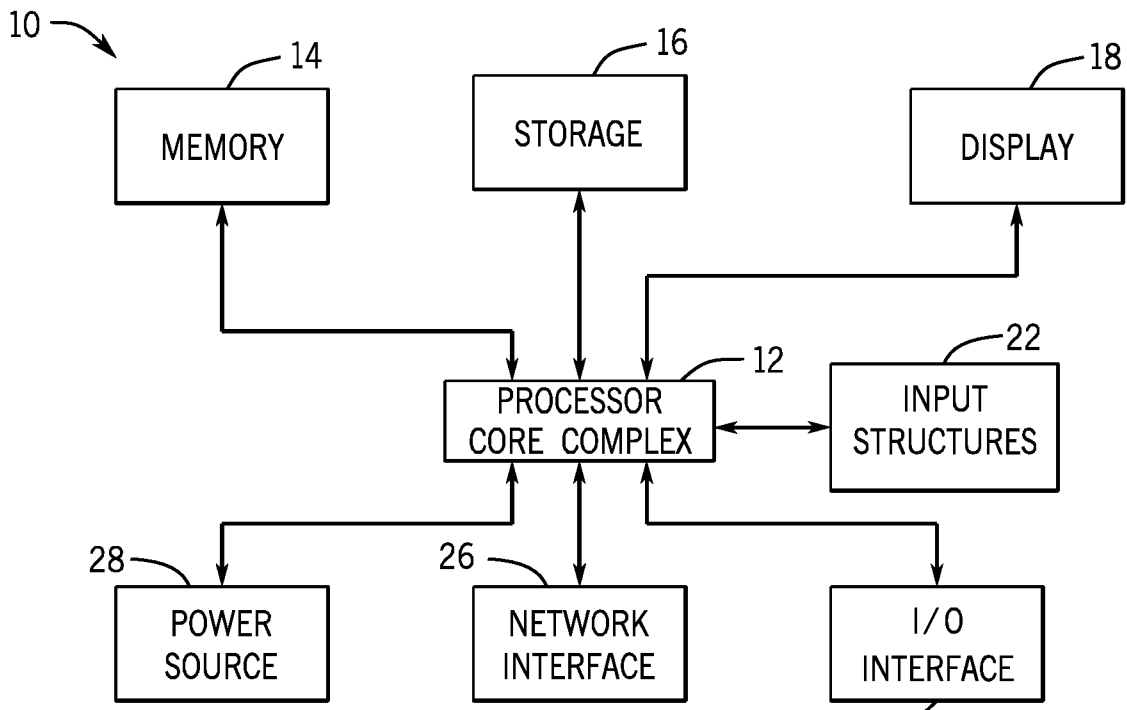 10
14
16
18
MEMORY
STORAGE
DISPLAY
12
22
PROCESSOR
CORE COMPLEX
INPUT
STRUCTURES
28
26
POWER
SOURCE
NETWORK
INTERFACE
I/O
INTERFACE